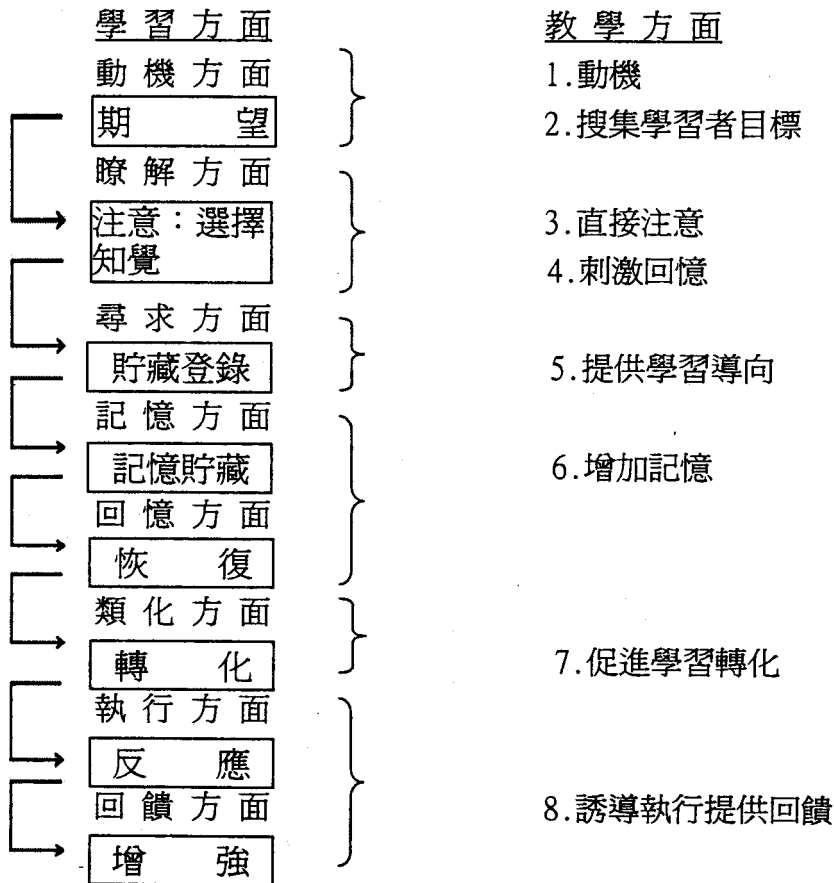 學習方面
動機方面
期望
瞭解方面
注意：選擇
知覺
尋求方面
貯藏登錄
記憶方面
記憶貯藏
回憶方面
恢復
類化方面
轉化
執行方面
反應
回饋方面
增強
教學方面
1.動機
2.搜集學習者目標
3.直接注意
4.刺激回憶
5.提供學習導向
6.增加記憶
7.促進學習轉化
8.誘導執行提供回饋